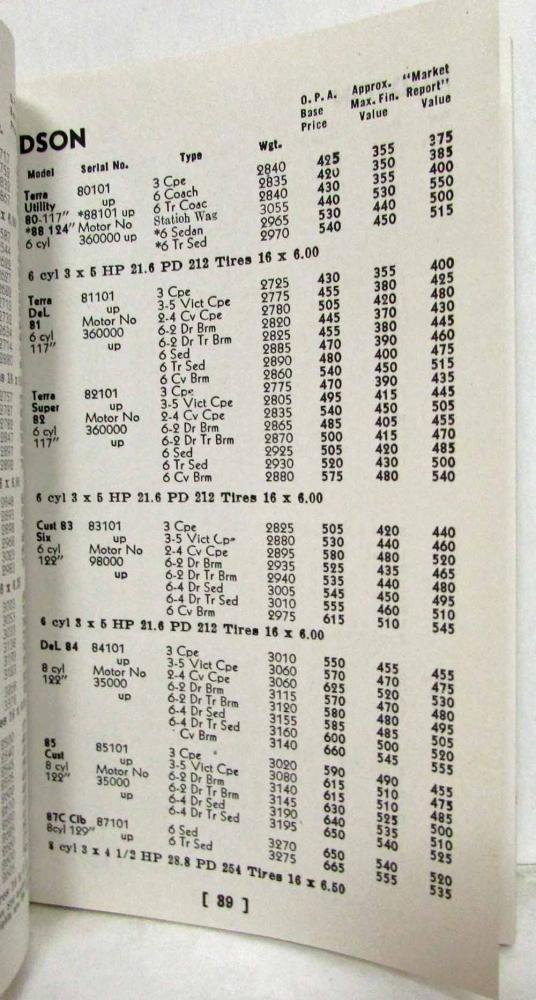 DSON
O. P. A. Approx. "Market
Base Max. Fin. Report"
Price Value Value
Model Serial No. Type Wgt.
Terra 80101 3 Cpe 2840 425 355 375
Utility up 6 Coach 2835 420 350 385
80-117" *88101 up 6 Tr Coac 2840 430 355 400
*88 124" Motor No Station Wag 3055 440 530 550
6 cyl 360000 up *6 Sedan 2965 530 440 500
*6 Tr Sed 2970 540 450 515
6 cyl 3 x 5 HP 21.6 PD 212 Tires 16 x 6.00
Terra 81101 3 Cpe 2725 430 355 400
DeL up 3-5 Vict Cpe 2775 455 380 425
81 Motor No 2-4 Cv Cpe 2780 505 420 480
6 cyl 360000 6-2 Dr Brm 2820 445 370 430
117" up 6-2 Dr Tr Brm 2825 455 380 445
6 Sed 2885 470 390 460
6 Tr Sed 2890 480 400 475
6 Cv Brm 2860 540 450 515
Terra 82101 3 Cpe 2775 470 390 435
Super up 3-5 Vict Cpe 2805 495 415 445
82 Motor No 2-4 Cv Cpe 2835 540 450 505
6 cyl 360000 6-2 Dr Brm 2865 485 405 455
117" up 6-2 Dr Tr Brm 2870 500 415 470
6 Sed 2925 505 420 485
6 Tr Sed 2930 520 430 500
6 Cv Brm 2880 575 480 540
6 cyl 3 x 5 HP 21.6 PD 212 Tires 16 x 6.00
Cust 83 83101 3 Cpe 2825 505 420 440
Six up 3-5 Vict Cpe 2880 530 440 460
6 cyl Motor No 2-4 Cv Cpe 2895 580 480 520
122" 98000 6-2 Dr Brm 2935 525 435 465
up 6-2 Dr Tr Brm 2940 535 440 480
6-4 Dr Sed 3005 545 450 495
6-4 Dr Tr Sed 3010 555 460 510
6 Cv Brm 2975 615 510 545
6 cyl 3 x 5 HP 21.6 PD 212 Tires 16 x 6.00
DeL 84 84101 3 Cpe 3010 550 455 455
up 3-5 Vict Cpe 3060 570 470 475
8 cyl Motor No 2-4 Cv Cpe 3060 625 520 530
122" 35000 6-2 Dr Brm 3115 570 470 480
up 6-2 Dr Tr Brm 3120 580 480 495
6-4 Dr Sed 3155 600 485 505
6-4 Dr Tr Sed 3160 500 520
Cv Brm 3140 660 545 555
85 85101 3 Cpe 3020 590 490 455
Cust up 3-5 Vict Cpe 3080 615 510 475
8 cyl Motor No 6-2 Dr Brm 3140 615 510 485
122" 35000 6-2 Dr Tr Brm 3145 630 525 500
up 6-4 Dr Sed 3190 640 535 510
6-4 Dr Tr Sed 3195 650 540 525
87C Clb 87101 6 Sed 3270 650 540 520
8cyl 129" up 6 Tr Sed 3275 665 555 535
8 cyl 3 x 4 1/2 HP 28.8 PD 254 Tires 16 x 6.50
[ 89 ]